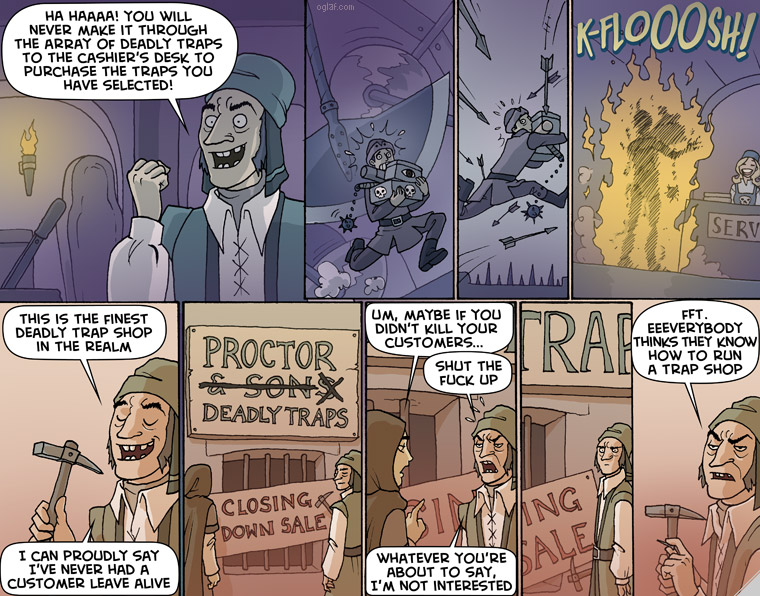 oglaf.com
HA HAAAA! YOU WILL
NEVER MAKE IT THROUGH
THE ARRAY OF DEADLY TRAPS
TO THE CASHIER'S DESK TO
PURCHASE THE TRAPS YOU
HAVE SELECTED!
K-FLOOOSH!
SERV
THIS IS THE FINEST
DEADLY TRAP SHOP
IN THE REALM
I CAN PROUDLY SAY
I'VE NEVER HAD A
CUSTOMER LEAVE ALIVE
PROCTOR
& SONS
DEADLY TRAPS
CLOSING
DOWN SALE
UM, MAYBE IF YOU
DIDN'T KILL YOUR
CUSTOMERS...
SHUT THE
FUCK UP
SIN
WHATEVER YOU'RE
ABOUT TO SAY,
I'M NOT INTERESTED
TRAP
ING
SALE
FFT.
EEEVERYBODY
THINKS THEY KNOW
HOW TO RUN
A TRAP SHOP